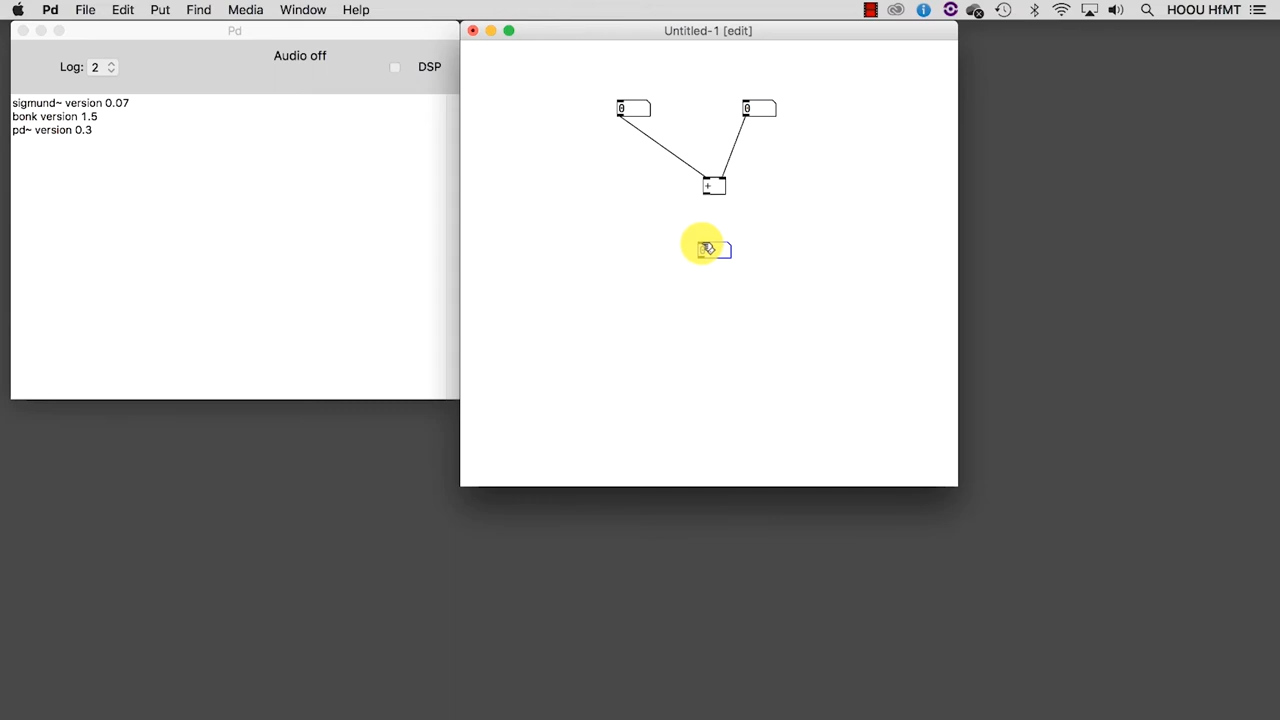 Pd File Edit Put Find Media Window Help HOOU HfMT
Pd
Audio off
Log: 2
DSP
sigmund~ version 0.07
bonk version 1.5
pd~ version 0.3
Untitled-1 [edit]
0 0
+